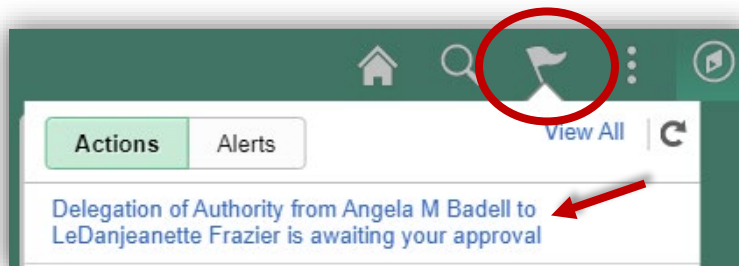 Actions Alerts View All
Delegation of Authority from Angela M Badell to
LeDanjeanette Frazier is awaiting your approval